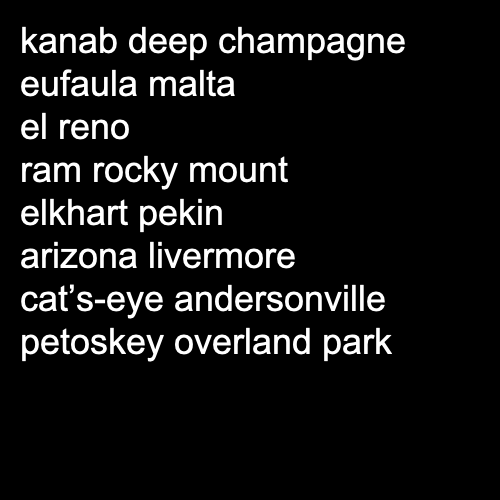 kanab deep champagne
eufaula malta
el reno
ram rocky mount
elkhart pekin
arizona livermore
cat’s-eye andersonville
petoskey overland park